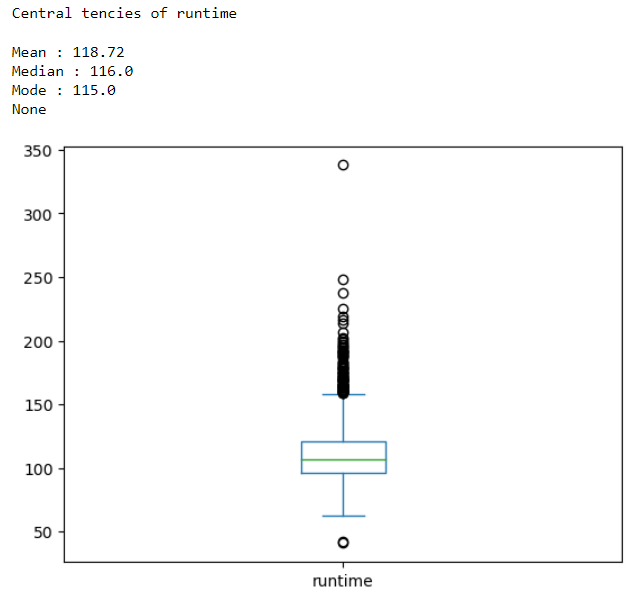 Central tencies of runtime
Mean : 118.72
Median : 116.0
Mode : 115.0
None
350
300
250
200
150
100
50
runtime